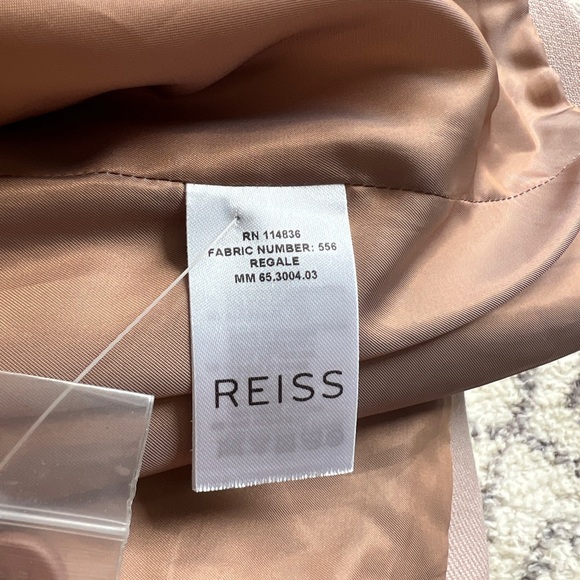 RN 114836
FABRIC NUMBER: 556
REGALE
MM 65.3004.03
REISS